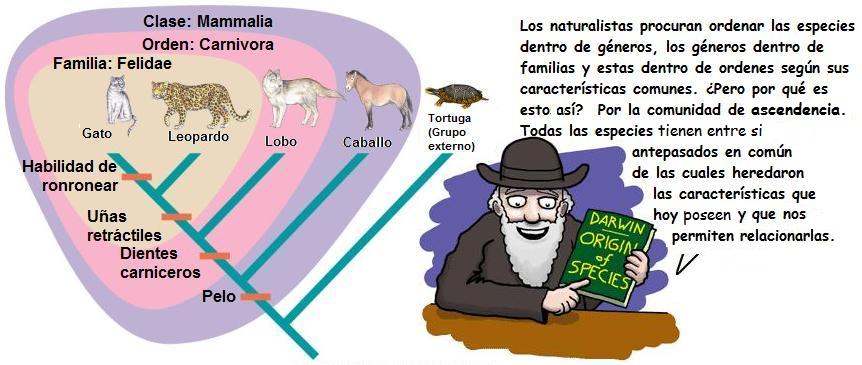 Clase: Mammalia
Orden: Carnivora
Familia: Felidae
Gato
Leopardo
Lobo
Caballo
Tortuga
(Grupo
externo)
Habilidad de
ronronear
Uñas
retráctiles
Dientes
carniceros
Pelo
Los naturalistas procuran ordenar las especies
dentro de géneros, los géneros dentro de
familias y estas dentro de ordenes según sus
características comunes. ¿Pero por qué es
esto así? Por la comunidad de ascendencia.
Todas las especies tienen entre si
antepasados en común
de las cuales heredaron
las características que
hoy poseen y que nos
permiten relacionarlas.
DARWIN
ORIGIN
of
SPECIES